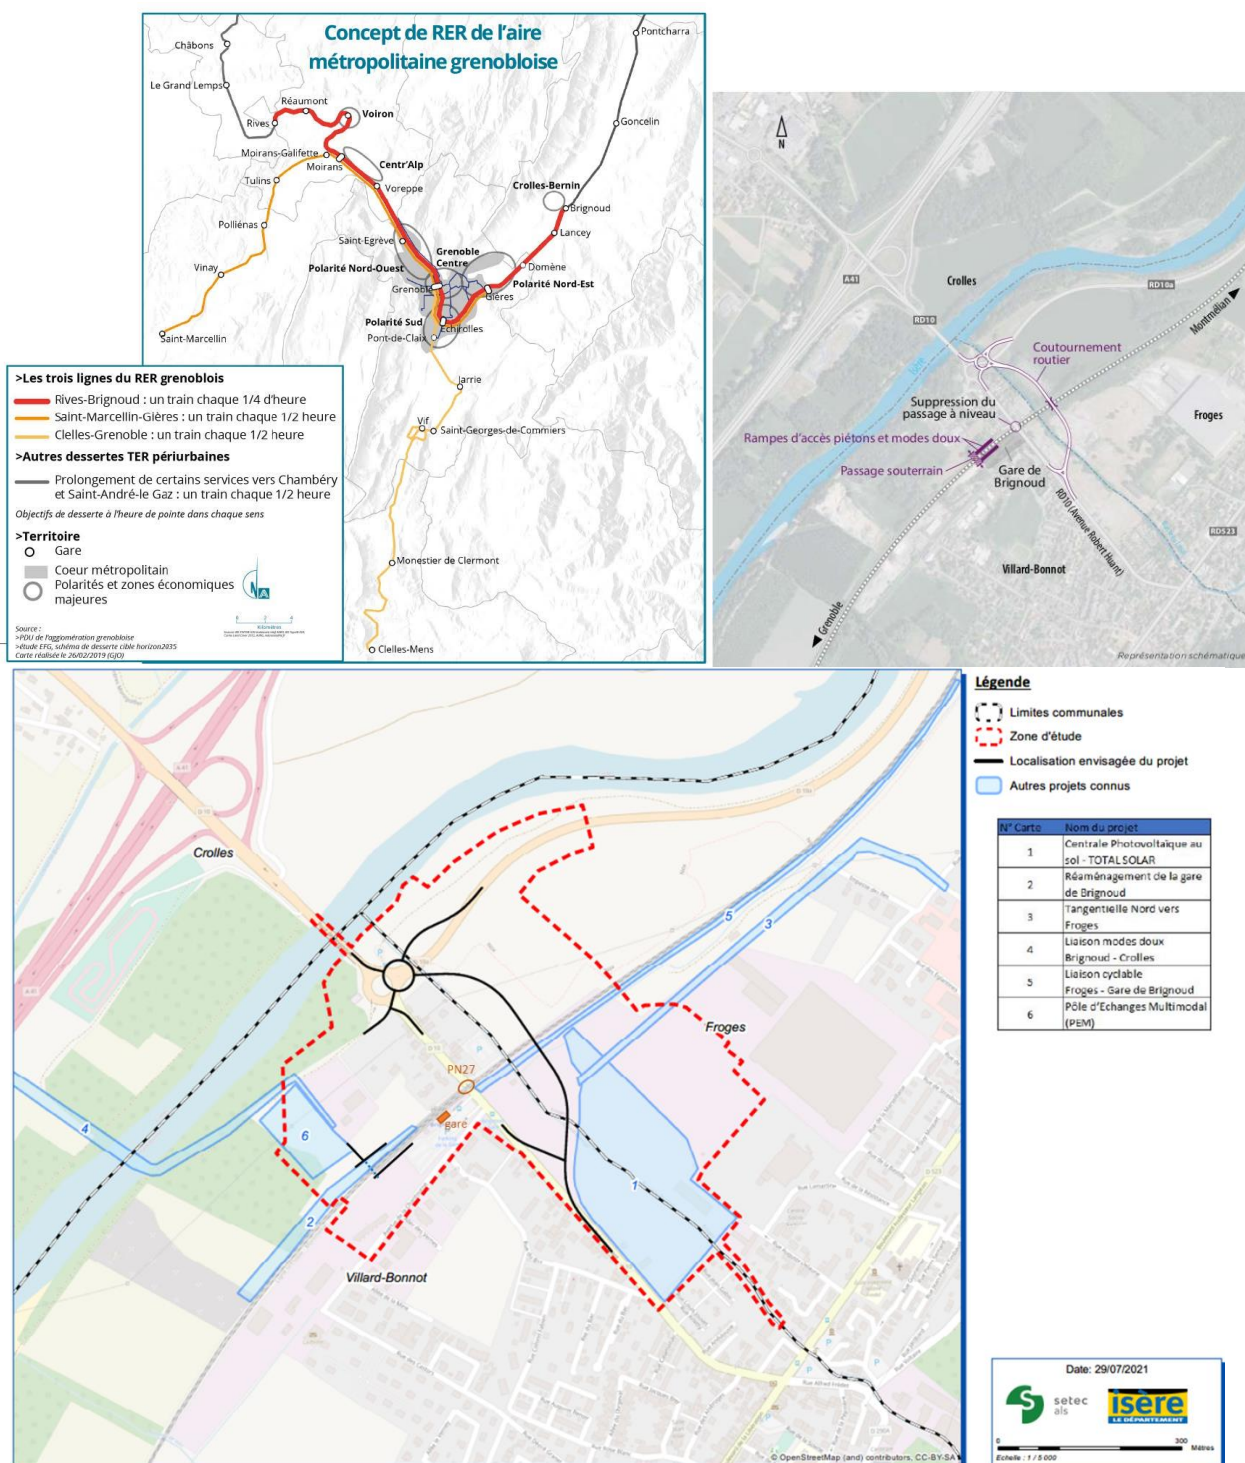 Concept de RER de l'aire
métropolitaine grenobloise
Pontcharra
Châbons
Le Grand Lemps
Réaumont
Rives
Voiron
Goncelin
Moirans-Galifette
Moirans
Centr'Alp
Tulins
Voreppe
Crolles-Bernin
Brignoud
Polliénas
Lancey
Saint-Egrève
Grenoble
Centre
Vinay
Polarité Nord-Ouest
Domène
Grenoble
Polarité Nord-Est
Gières
Polarité Sud
Echirolles
Saint-Marcellin
Pont-de-Claix
Jarrie
Vif
Saint-Georges-de-Commiers
Monestier de Clermont
Clelles-Mens
>Les trois lignes du RER grenoblois
Rives-Brignoud : un train chaque 1/4 d'heure
Saint-Marcellin-Gières : un train chaque 1/2 heure
Clelles-Grenoble : un train chaque 1/2 heure
>Autres dessertes TER périurbaines
Prolongement de certains services vers Chambéry
et Saint-André-le Gaz : un train chaque 1/2 heure
Objectifs de desserte à l'heure de pointe dans chaque sens
>Territoire
Gare
Coeur métropolitain
Polarités et zones économiques
majeures
Source :
>PDU de l'agglomération grenobloise
>étude EFG, schéma de desserte cible horizon2035
Carte réalisée le 26/02/2019 (GJO)
N
A41
Crolles
RD10a
RD10
Isère
Montmélian
Coutournement
routier
Suppression du
passage à niveau
Froges
Rampes d'accès piétons et modes doux
Passage souterrain
Gare de
Brignoud
RD10 (Avenue Robert Huant)
RD523
Villard-Bonnot
Grenoble
Représentation schématique
Crolles
5
3
Froges
PN27
gare
4
6
1
2
Villard-Bonnot
© OpenStreetMap (and) contributors, CC-BY-SA
Légende
Limites communales
Zone d'étude
Localisation envisagée du projet
Autres projets connus
N° Carte Nom du projet
1 Centrale Photovoltaïque au
sol - TOTAL SOLAR
2 Réaménagement de la gare
de Brignoud
3 Tangentielle Nord vers
Froges
4 Liaison modes doux
Brignoud - Crolles
5 Liaison cyclable
Froges - Gare de Brignoud
6 Pôle d'Echanges Multimodal
(PEM)
Date: 29/07/2021
setec
als
isère
LE DÉPARTEMENT
0 300
Mètres
Echelle : 1 / 5 000